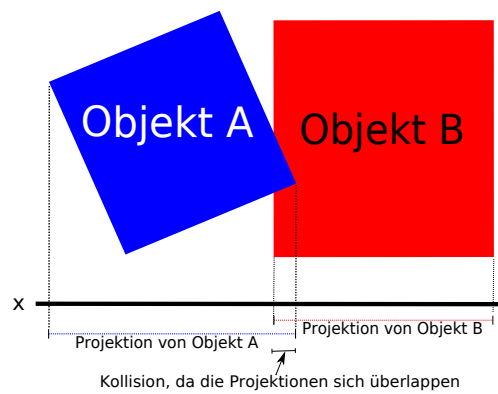 Objekt A
Objekt B
x
Projektion von Objekt B
Projektion von Objekt A
Kollision, da die Projektionen sich überlappen